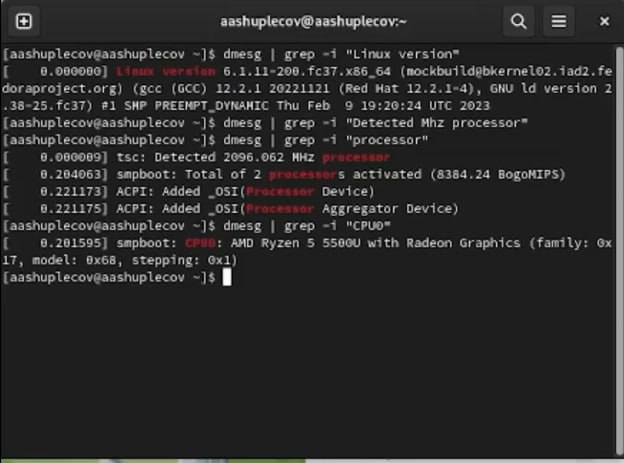 aashuplecov@aashuplecov:~
[aashuplecov@aashuplecov ~]$ dmesg | grep -i "Linux version"
[    0.000000] Linux version 6.1.11-200.fc37.x86_64 (mockbuild@bkernel02.iad2.fe
doraproject.org) (gcc (GCC) 12.2.1 20221121 (Red Hat 12.2.1-4), GNU ld version 2
.38-25.fc37) #1 SMP PREEMPT_DYNAMIC Thu Feb  9 19:20:24 UTC 2023
[aashuplecov@aashuplecov ~]$ dmesg | grep -i "Detected Mhz processor"
[aashuplecov@aashuplecov ~]$ dmesg | grep -i "processor"
[    0.000009] tsc: Detected 2096.062 MHz processor
[    0.204063] smpboot: Total of 2 processors activated (8384.24 BogoMIPS)
[    0.221173] ACPI: Added _OSI(Processor Device)
[    0.221175] ACPI: Added _OSI(Processor Aggregator Device)
[aashuplecov@aashuplecov ~]$ dmesg | grep -i "CPU0"
[    0.201595] smpboot: CPU0: AMD Ryzen 5 5500U with Radeon Graphics (family: 0x
17, model: 0x68, stepping: 0x1)
[aashuplecov@aashuplecov ~]$